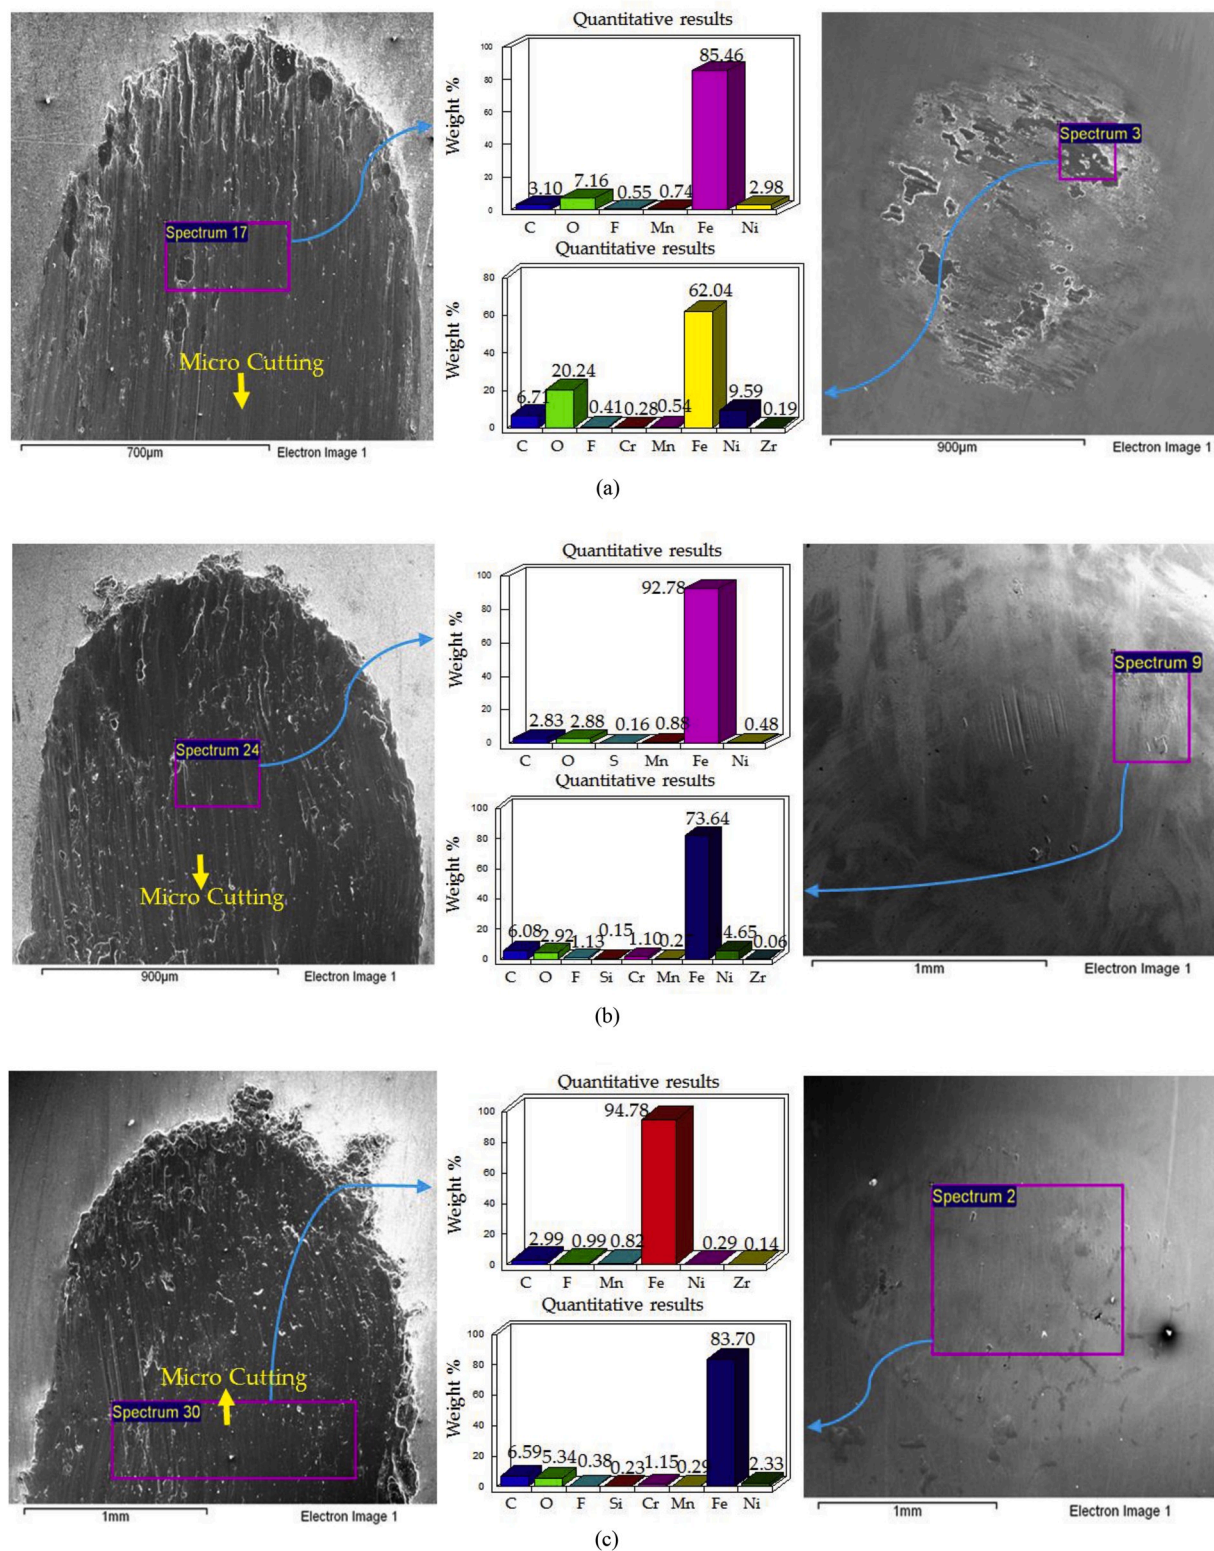 Spectrum 17
Micro Cutting
700µm
Electron Image 1
Quantitative results
Weight %
100
80
60
40
20
0
3.10
7.16
0.55
0.74
85.46
2.98
C O F Mn Fe Ni
Quantitative results
Weight %
80
60
40
20
0
6.71
20.24
0.41
0.28
0.54
62.04
9.59
0.19
C O F Cr Mn Fe Ni Zr
Spectrum 3
900µm
Electron Image 1
(a)
Spectrum 24
Micro Cutting
900µm
Electron Image 1
Quantitative results
Weight %
100
80
60
40
20
0
2.83
2.88
0.16
0.88
92.78
0.48
C O S Mn Fe Ni
Quantitative results
Weight %
100
80
60
40
20
0
6.08
2.92
1.13
0.15
1.10
73.64
4.65
0.06
C O F Si Cr Mn Fe Ni Zr
Spectrum 9
1mm
Electron Image 1
(b)
Micro Cutting
Spectrum 30
1mm
Electron Image 1
Quantitative results
Weight %
100
80
60
40
20
0
2.99
0.99
0.82
94.78
0.29
0.14
C F Mn Fe Ni Zr
Quantitative results
Weight %
100
80
60
40
20
0
6.59
5.34
0.38
0.23
1.15
0.29
83.70
2.33
C O F Si Cr Mn Fe Ni
Spectrum 2
1mm
Electron Image 1
(c)